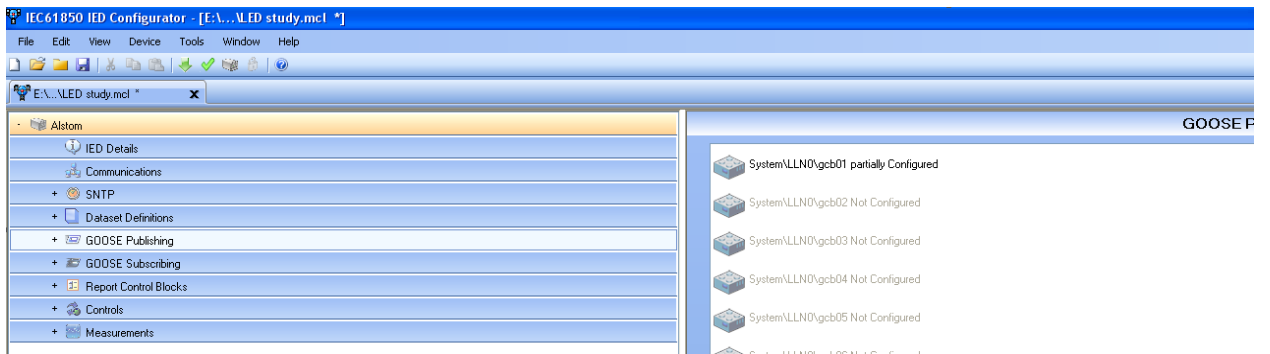 IEC61850 IED Configurator - [E:\...\LED study.mcl *]
File Edit View Device Tools Window Help
E:\...\LED study.mcl * x
- Alstom
IED Details
Communications
+ SNTP
+ Dataset Definitions
+ GOOSE Publishing
+ GOOSE Subscribing
+ Report Control Blocks
+ Controls
+ Measurements
GOOSE P
System\LLN0\gcb01 partially Configured
System\LLN0\gcb02 Not Configured
System\LLN0\gcb03 Not Configured
System\LLN0\gcb04 Not Configured
System\LLN0\gcb05 Not Configured